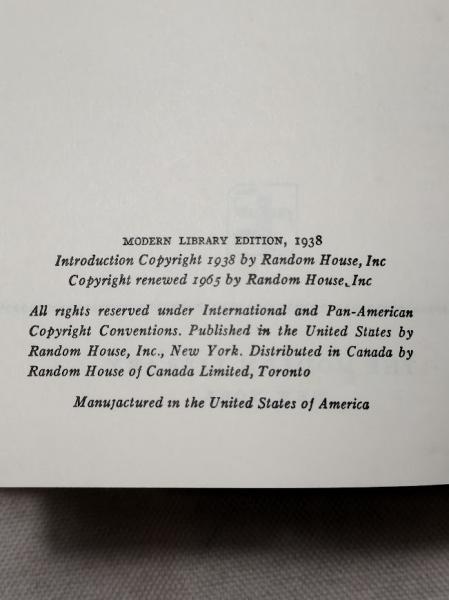 MODERN LIBRARY EDITION, 1938
Introduction Copyright 1938 by Random House, Inc
Copyright renewed 1965 by Random House, Inc
All rights reserved under International and Pan-American
Copyright Conventions. Published in the United States by
Random House, Inc., New York. Distributed in Canada by
Random House of Canada Limited, Toronto
Manufactured in the United States of America